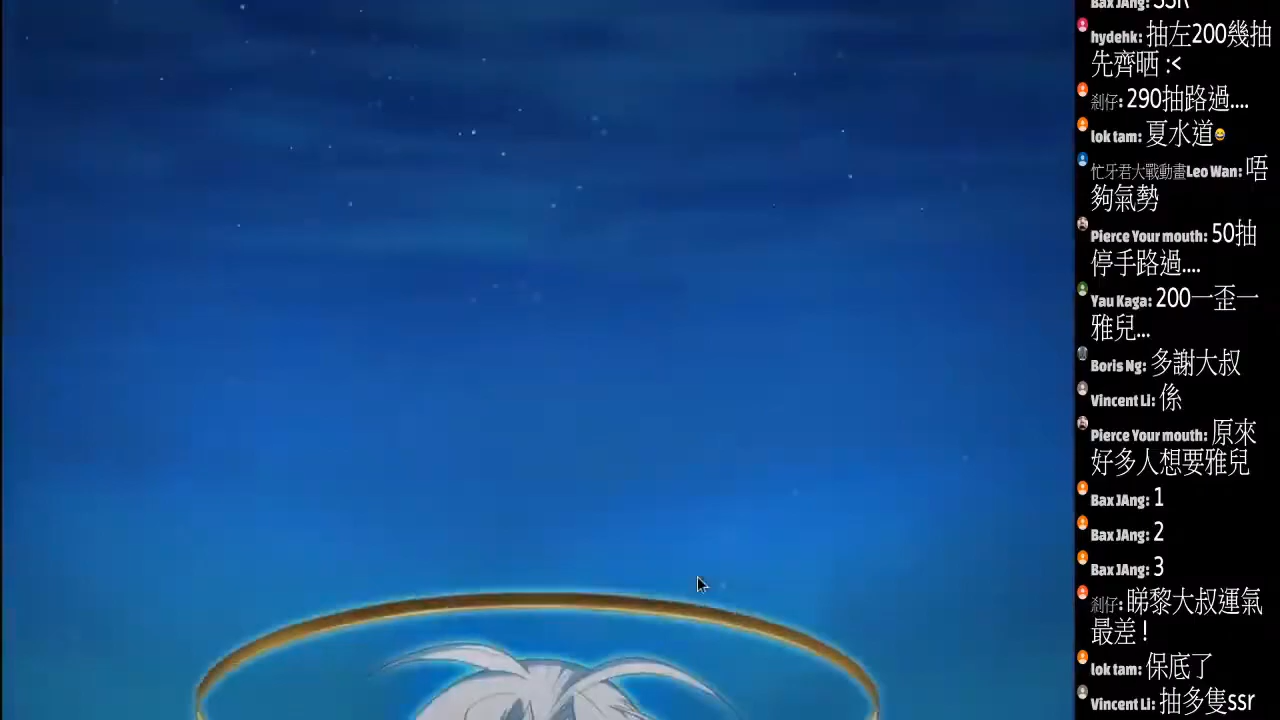 Bax JAng: SSR
hydehk: 抽左200幾抽
先齊晒 :<
剎仔: 290抽路過....
lok tam: 夏水道😄
忙牙君大戰動畫Leo Wan: 唔
夠氣勢
Pierce Your mouth: 50抽
停手路過....
Yau Kaga: 200一歪一
雅兒...
Boris Ng: 多謝大叔
Vincent Li: 係
Pierce Your mouth: 原來
好多人想要雅兒
Bax JAng: 1
Bax JAng: 2
Bax JAng: 3
剎仔: 睇黎大叔運氣
最差 !
lok tam: 保底了
Vincent Li: 抽多隻ssr